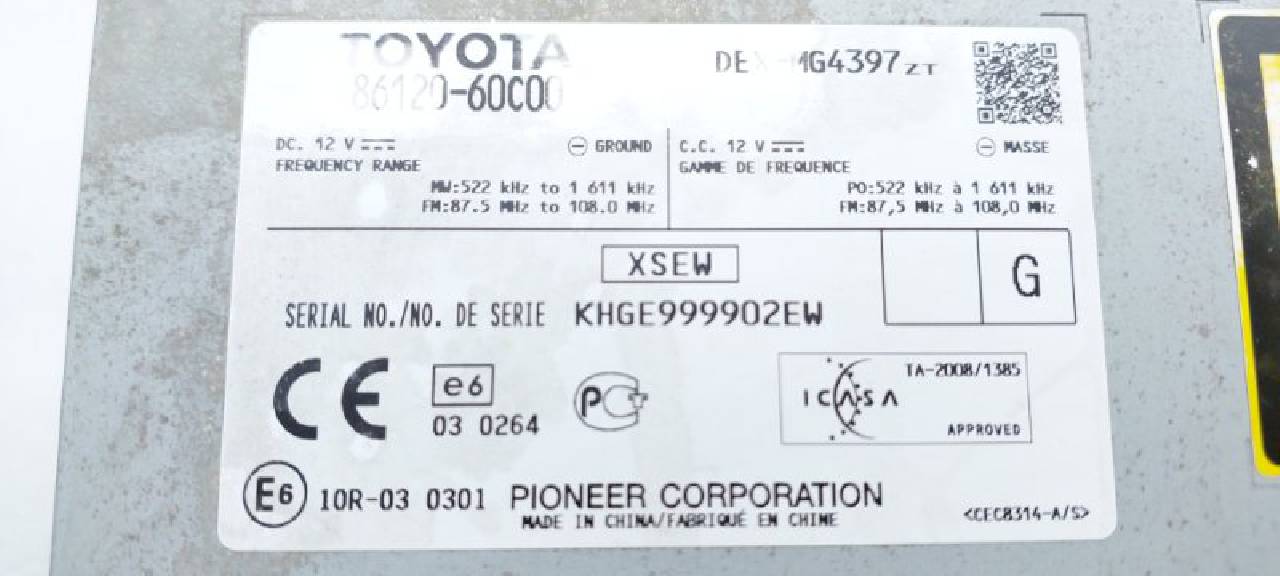 TOYOTA
86120-60C00
DEX-MG4397ZT
DC. 12 V
GROUND
FREQUENCY RANGE
MW:522 kHz to 1 611 kHz
FM:87.5 MHz to 108.0 MHz
C.C. 12 V
MASSE
GAMME DE FREQUENCE
PO:522 kHz à 1 611 kHz
FM:87,5 MHz à 108,0 MHz
XSEW
G
SERIAL NO./NO. DE SERIE KHGE999902EW
CE
e6
03 0264
PCT
TA-2008/1385
ICASA
APPROVED
E6 10R-03 0301 PIONEER CORPORATION
MADE IN CHINA/FABRIQUÉ EN CHINE
<CEC8314-A/S>